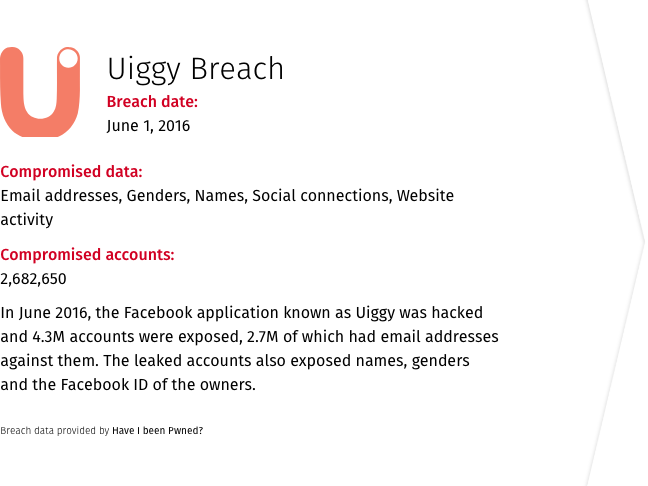 Uiggy Breach
Breach date:
June 1, 2016
Compromised data:
Email addresses, Genders, Names, Social connections, Website
activity
Compromised accounts:
2,682,650
In June 2016, the Facebook application known as Uiggy was hacked
and 4.3M accounts were exposed, 2.7M of which had email addresses
against them. The leaked accounts also exposed names, genders
and the Facebook ID of the owners.
Breach data provided by Have I been Pwned?